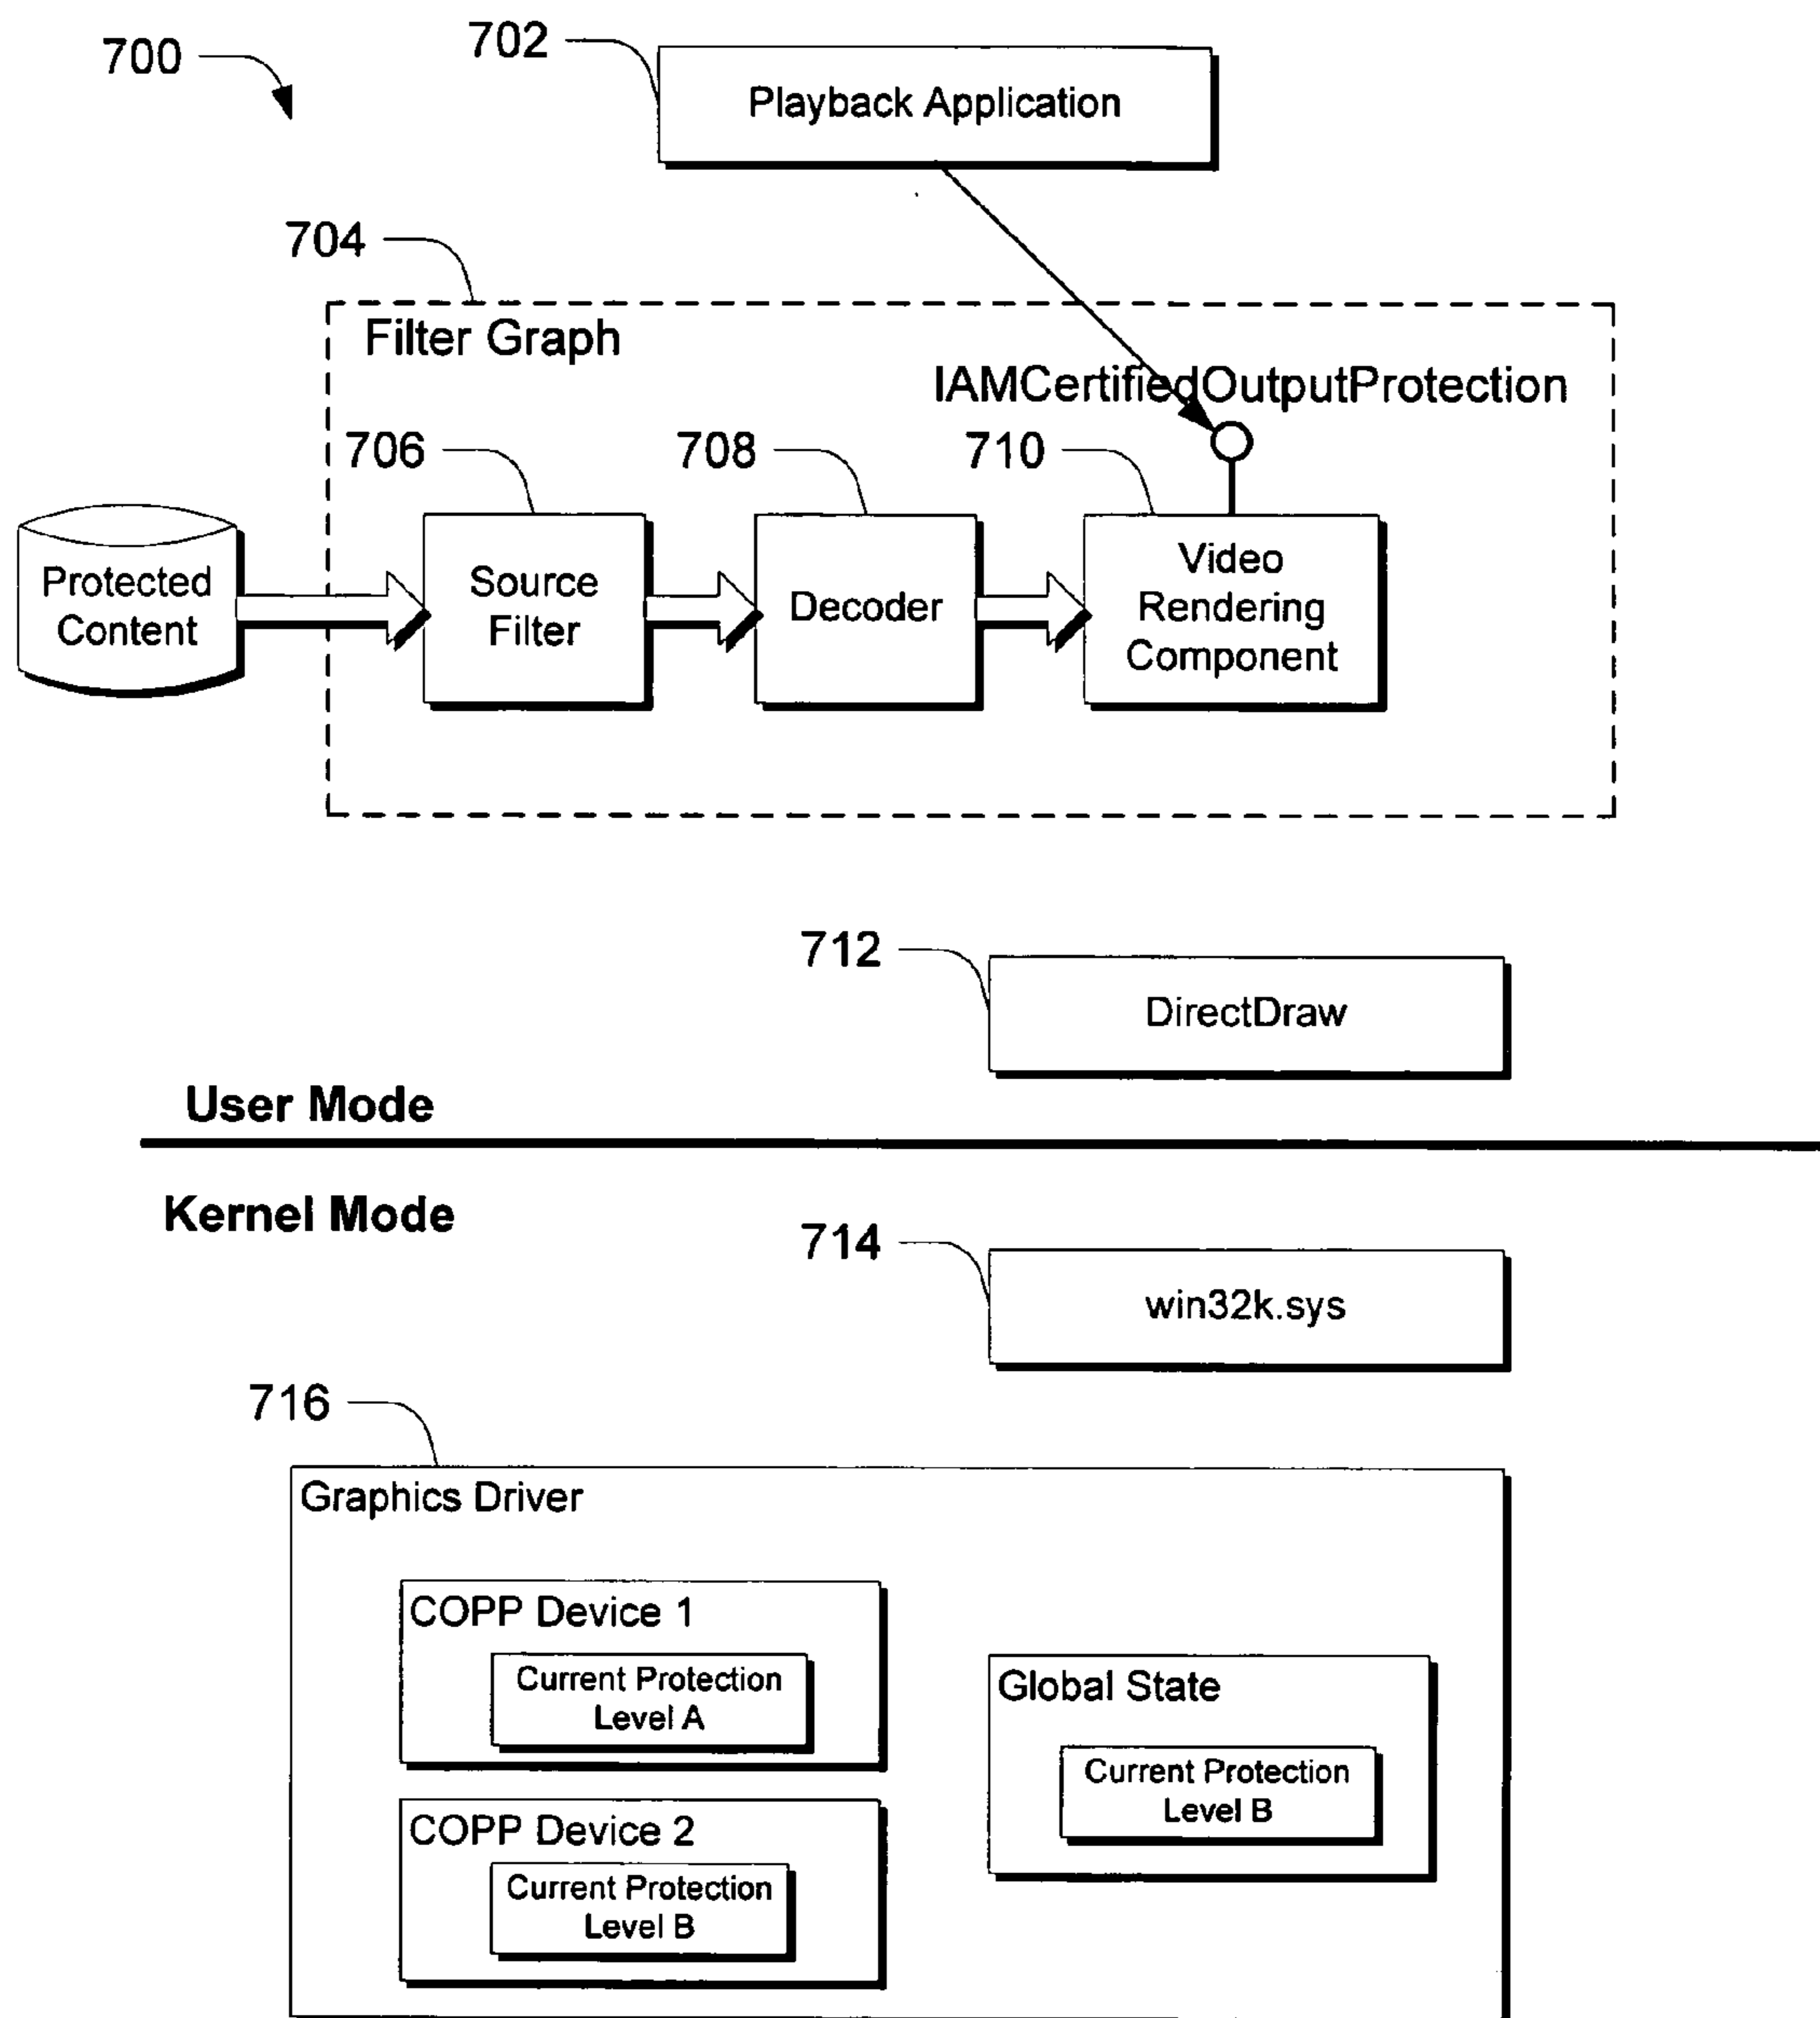 700
702
Playback Application
704
Filter Graph
IAMCertifiedOutputProtection
706
708
710
Protected
Content
Source
Filter
Decoder
Video
Rendering
Component
712
DirectDraw
User Mode
Kernel Mode
714
win32k.sys
716
Graphics Driver
COPP Device 1
Current Protection
Level A
Global State
Current Protection
Level B
COPP Device 2
Current Protection
Level B